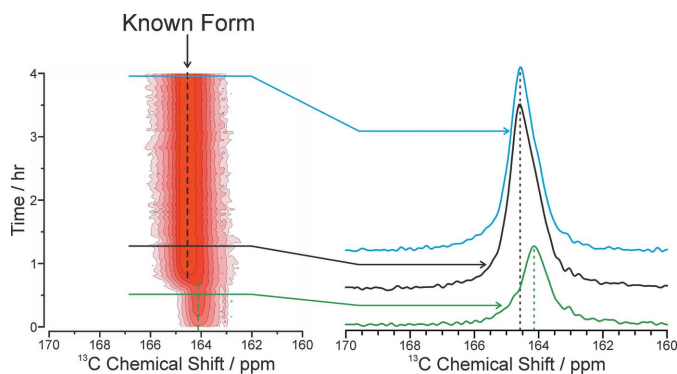 Known Form
4
3
2
1
0
Time / hr
170 168 166 164 162 160
¹³C Chemical Shift / ppm
170 168 166 164 162 160
¹³C Chemical Shift / ppm